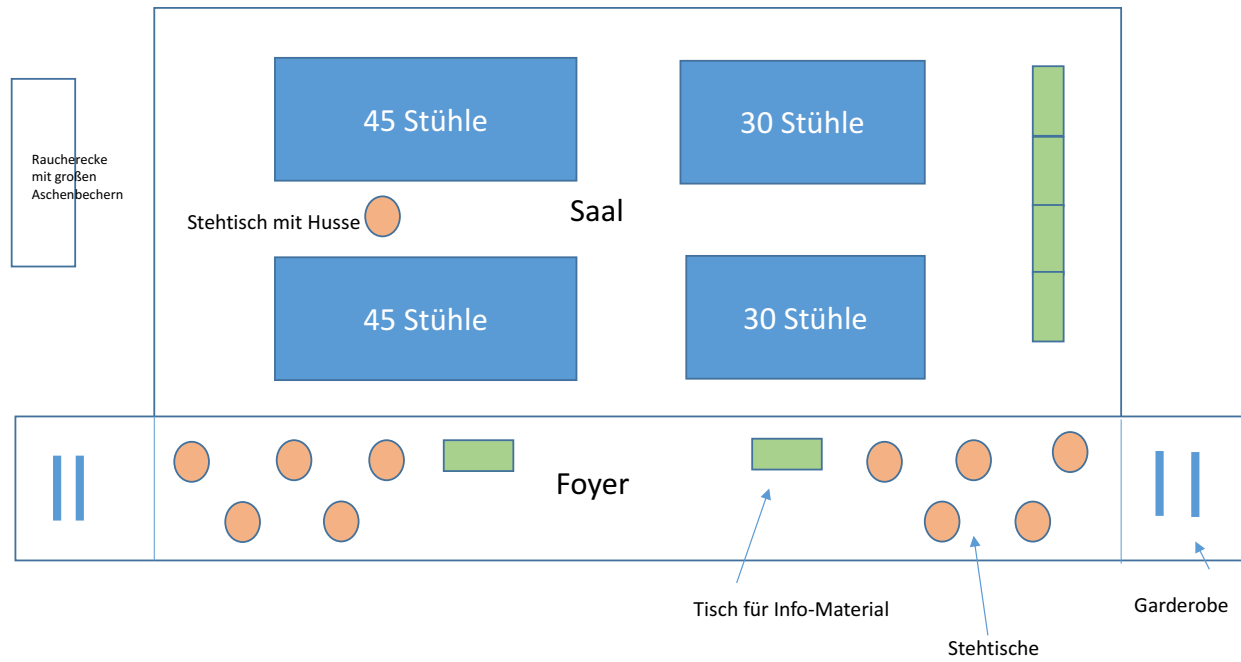 45 Stühle
30 Stühle
Raucherecke
mit großen
Aschenbechern
Stehtisch mit Husse
Saal
45 Stühle
30 Stühle
Foyer
Tisch für Info-Material
Garderobe
Stehtische